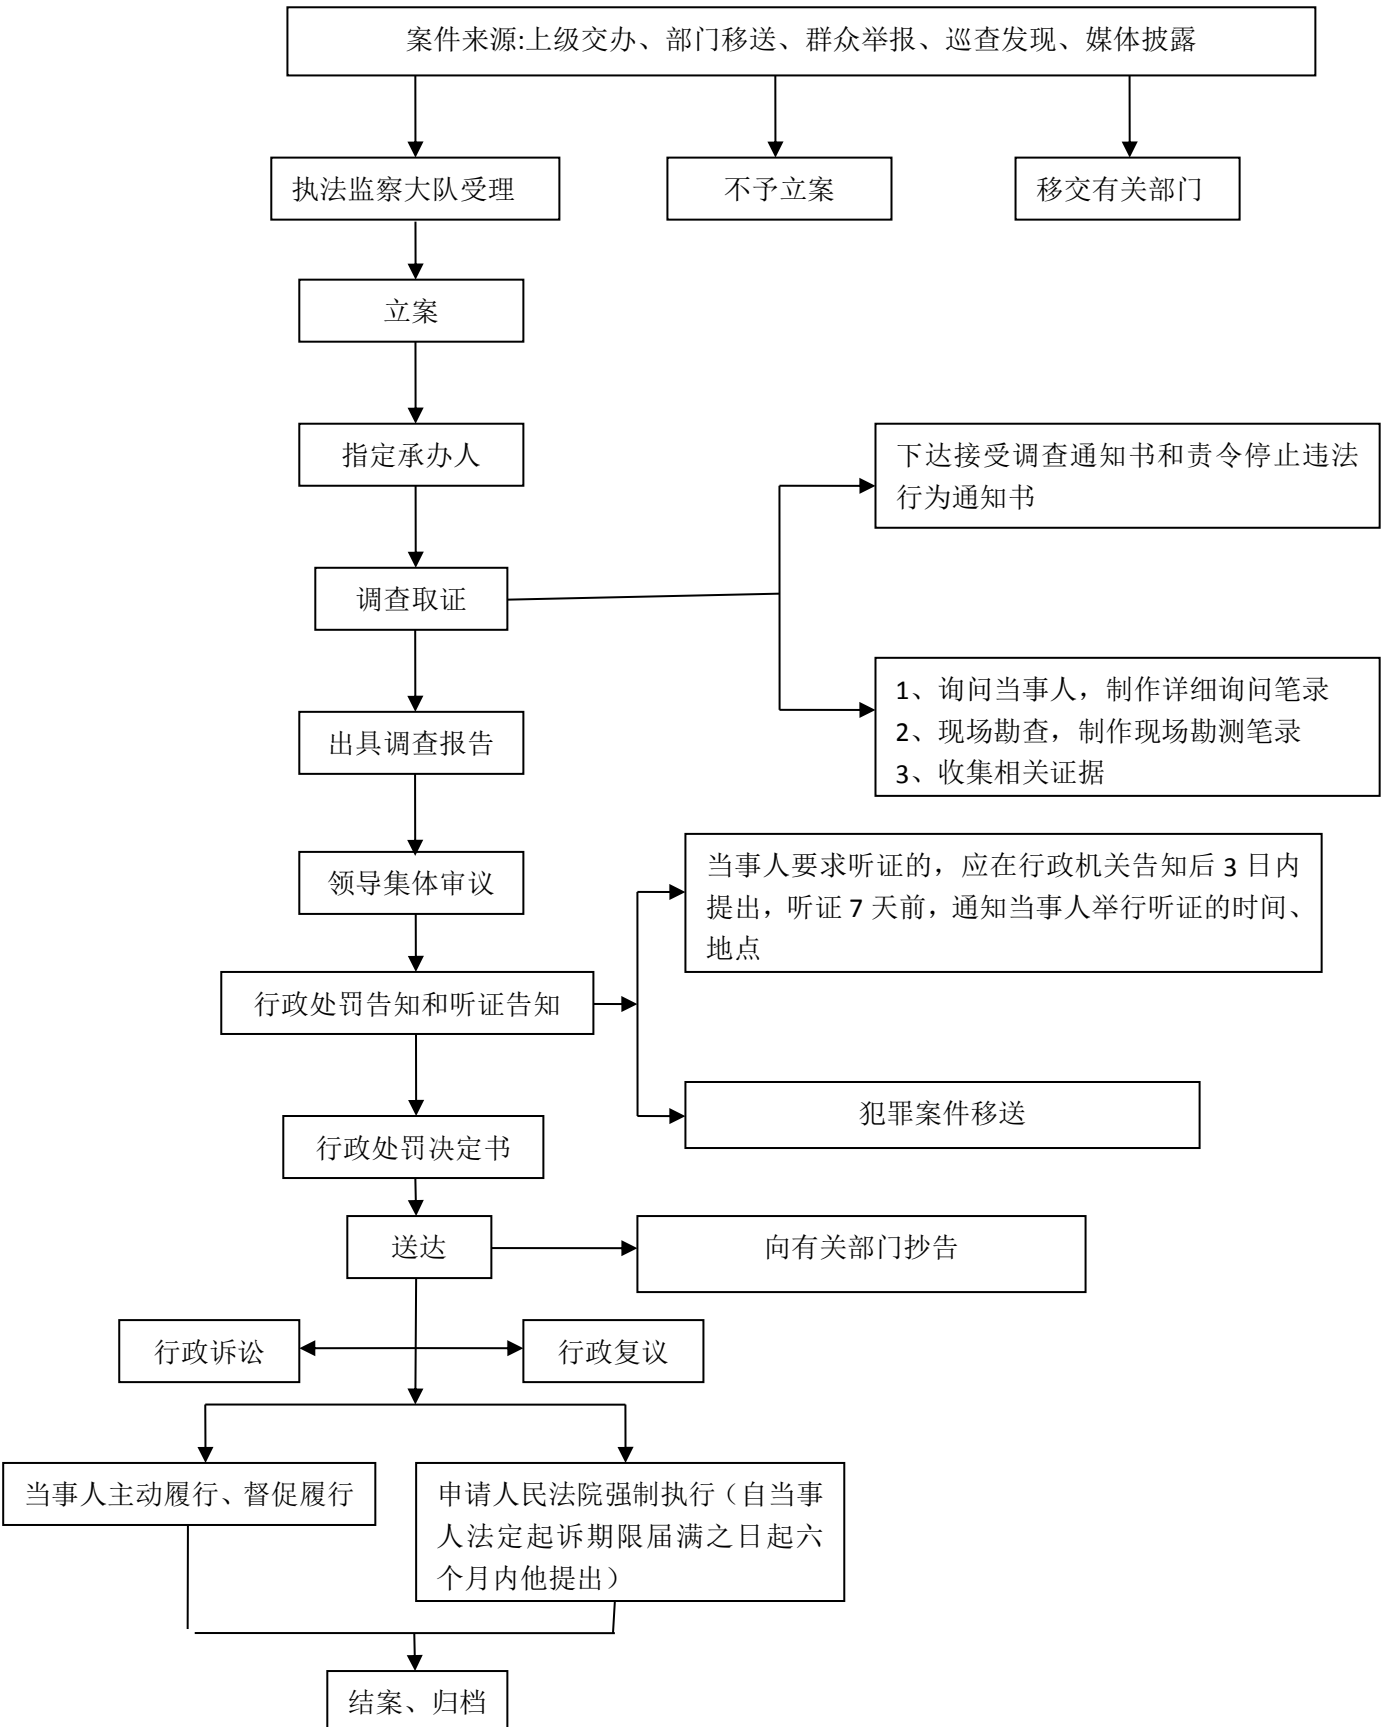 案件来源:上级交办、部门移送、群众举报、巡查发现、媒体披露
执法监察大队受理
不予立案
移交有关部门
立案
指定承办人
下达接受调查通知书和责令停止违法
行为通知书
调查取证
1、询问当事人，制作详细询问笔录
2、现场勘查，制作现场勘测笔录
3、收集相关证据
出具调查报告
领导集体审议
当事人要求听证的，应在行政机关告知后 3 日内
提出，听证 7 天前，通知当事人举行听证的时间、
地点
行政处罚告知和听证告知
犯罪案件移送
行政处罚决定书
送达
向有关部门抄告
行政诉讼
行政复议
当事人主动履行、督促履行
申请人民法院强制执行（自当事
人法定起诉期限届满之日起六
个月内他提出）
结案、归档